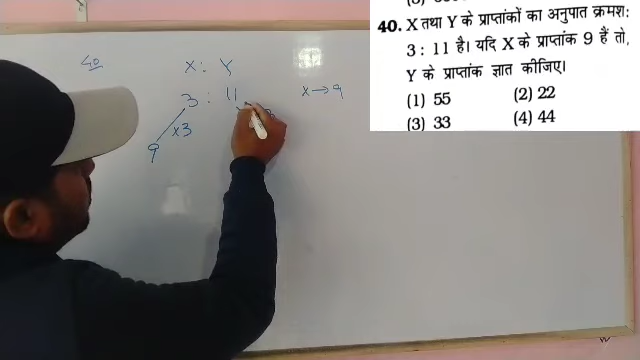 40. X तथा Y के प्राप्तांकों का अनुपात क्रमश:
3 : 11 है। यदि X के प्राप्तांक 9 हैं तो,
Y के प्राप्तांक ज्ञात कीजिए।
(1) 55 (2) 22
(3) 33 (4) 44
40
X : Y
3 : 11 X → 9
×3
9